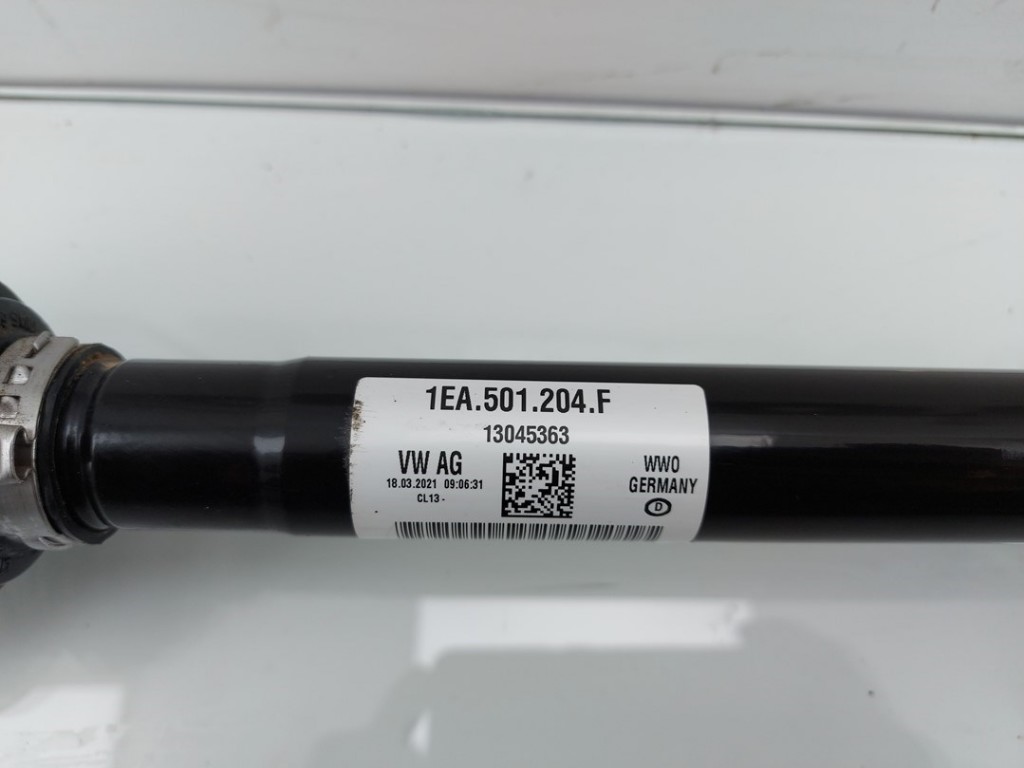 1EA.501.204.F
13045363
VW AG
18.03.2021 09:06:31
CL13 -
WWO
GERMANY
D